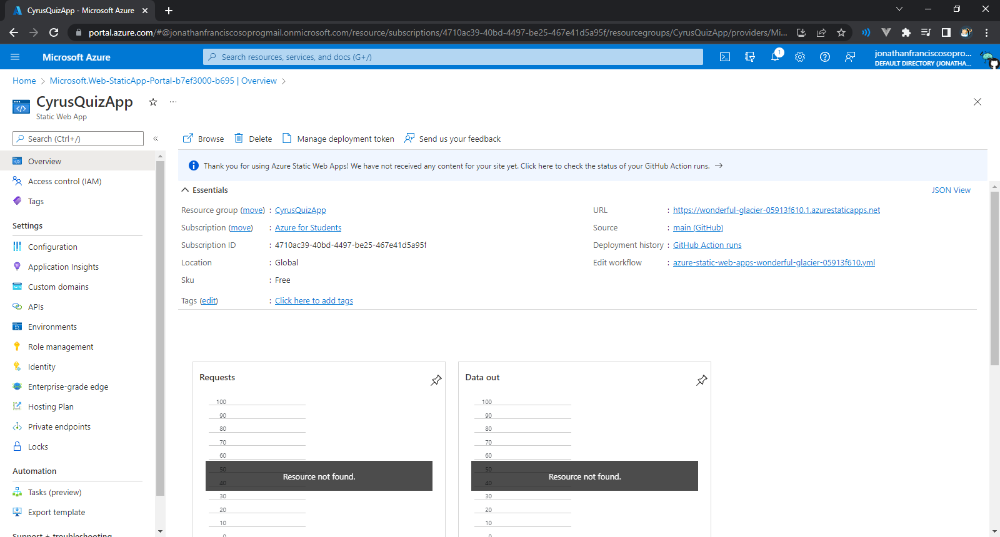 CyrusQuizApp - Microsoft Azure
portal.azure.com/#@jonathanfranciscosoprogmail.onmicrosoft.com/resource/subscriptions/4710ac39-40bd-4497-be25-467e41d5a95f/resourcegroups/CyrusQuizApp/providers/Mi...
Microsoft Azure
Search resources, services, and docs (G+/)
1
jonathanfranciscosopro...
DEFAULT DIRECTORY (JONATHA...
Home > Microsoft.Web-StaticApp-Portal-b7ef3000-b695 | Overview >
CyrusQuizApp
Static Web App
Search (Ctrl+/)
Overview
Access control (IAM)
Tags
Settings
Configuration
Application Insights
Custom domains
APIs
Environments
Role management
Identity
Enterprise-grade edge
Hosting Plan
Private endpoints
Locks
Automation
Tasks (preview)
Export template
Support + troubleshooting
Browse
Delete
Manage deployment token
Send us your feedback
Thank you for using Azure Static Web Apps! We have not received any content for your site yet. Click here to check the status of your GitHub Action runs.
Essentials
JSON View
Resource group (move) : CyrusQuizApp
Subscription (move) : Azure for Students
Subscription ID : 4710ac39-40bd-4497-be25-467e41d5a95f
Location : Global
Sku : Free
Tags (edit) : Click here to add tags
URL : https://wonderful-glacier-05913f610.1.azurestaticapps.net
Source : main (GitHub)
Deployment history : GitHub Action runs
Edit workflow : azure-static-web-apps-wonderful-glacier-05913f610.yml
Requests
100
90
80
70
60
50
Resource not found.
40
30
20
10
0
Data out
100
90
80
70
60
50
Resource not found.
40
30
20
10
0